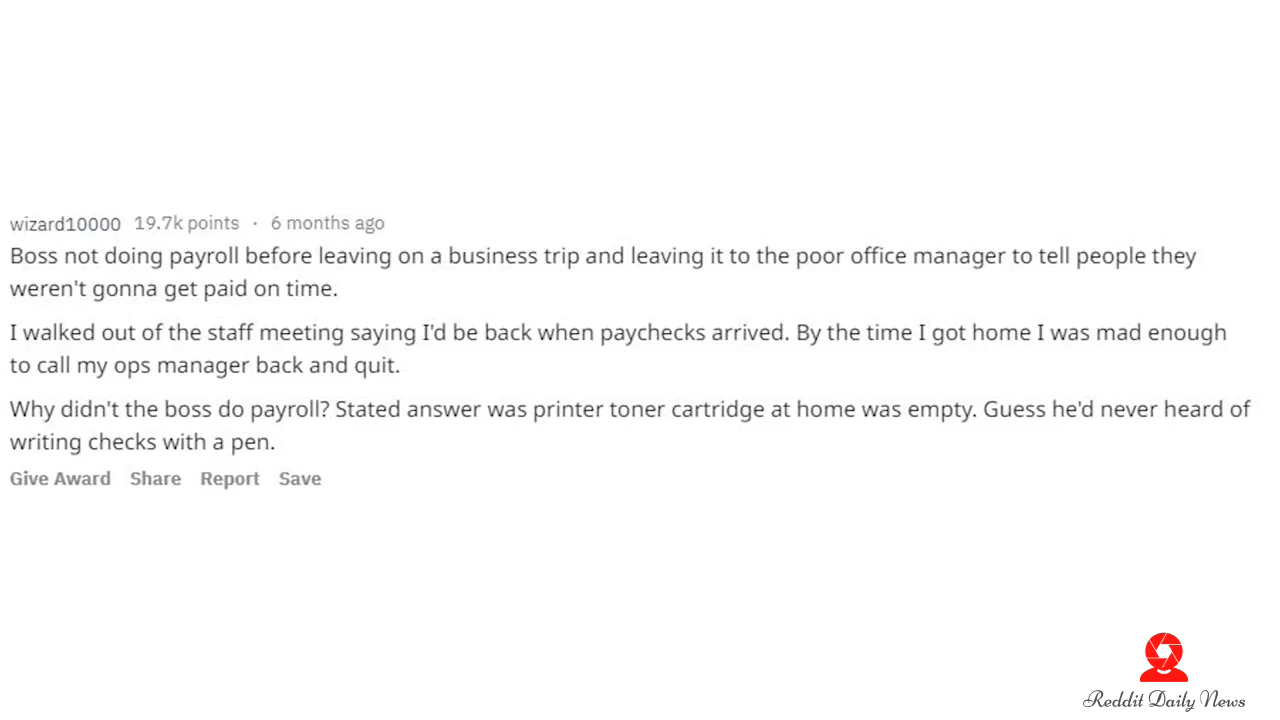 wizard10000 19.7k points · 6 months ago
Boss not doing payroll before leaving on a business trip and leaving it to the poor office manager to tell people they
weren't gonna get paid on time.
I walked out of the staff meeting saying I'd be back when paychecks arrived. By the time I got home I was mad enough
to call my ops manager back and quit.
Why didn't the boss do payroll? Stated answer was printer toner cartridge at home was empty. Guess he'd never heard of
writing checks with a pen.
Give Award Share Report Save
Reddit Daily News